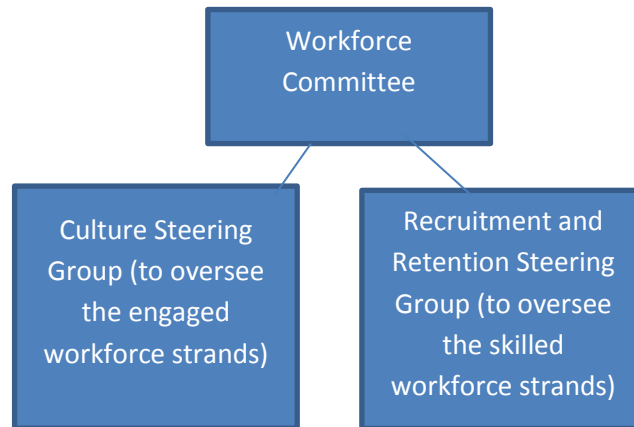 Workforce
Committee
Culture Steering
Group (to oversee
the engaged
workforce strands)
Recruitment and
Retention Steering
Group (to oversee
the skilled
workforce strands)